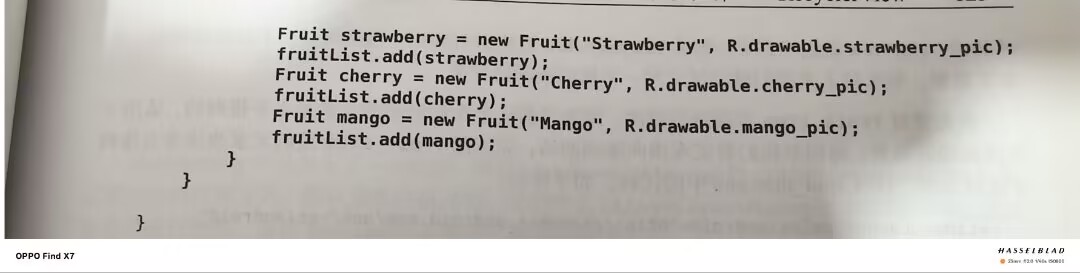 Fruit strawberry = new Fruit("Strawberry", R.drawable.strawberry_pic);
fruitList.add(strawberry);
Fruit cherry = new Fruit("Cherry", R.drawable.cherry_pic);
fruitList.add(cherry);
Fruit mango = new Fruit("Mango", R.drawable.mango_pic);
fruitList.add(mango);
}
}
}
OPPO Find X7
HASSELBLAD